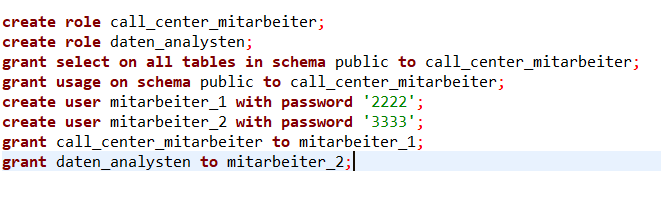 create role call_center_mitarbeiter;
create role daten_analysten;
grant select on all tables in schema public to call_center_mitarbeiter;
grant usage on schema public to call_center_mitarbeiter;
create user mitarbeiter_1 with password '2222';
create user mitarbeiter_2 with password '3333';
grant call_center_mitarbeiter to mitarbeiter_1;
grant daten_analysten to mitarbeiter_2;